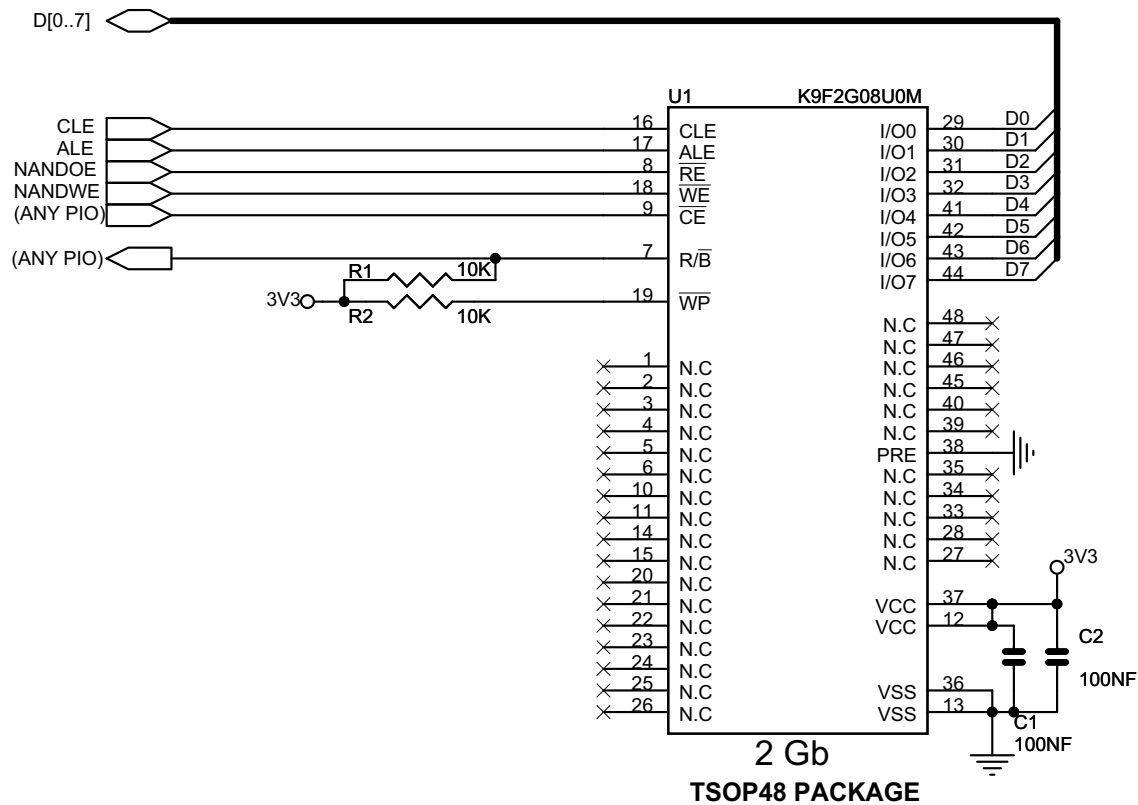 D[0..7]
U1 K9F2G08U0M
CLE 16 CLE
ALE 17 ALE
NANDOE 8 RE
NANDWE 18 WE
(ANY PIO) 9 CE
(ANY PIO) 7 R/B
R1 10K
3V3 19 WP
R2 10K
1 N.C
2 N.C
3 N.C
4 N.C
5 N.C
6 N.C
10 N.C
11 N.C
14 N.C
15 N.C
20 N.C
21 N.C
22 N.C
23 N.C
24 N.C
25 N.C
26 N.C
I/O0 29 D0
I/O1 30 D1
I/O2 31 D2
I/O3 32 D3
I/O4 41 D4
I/O5 42 D5
I/O6 43 D6
I/O7 44 D7
N.C 48
N.C 47
N.C 46
N.C 45
N.C 40
N.C 39
PRE 38
N.C 35
N.C 34
N.C 33
N.C 28
N.C 27
3V3
VCC 37
VCC 12
C2
100NF
VSS 36
VSS 13
C1
100NF
2 Gb
TSOP48 PACKAGE